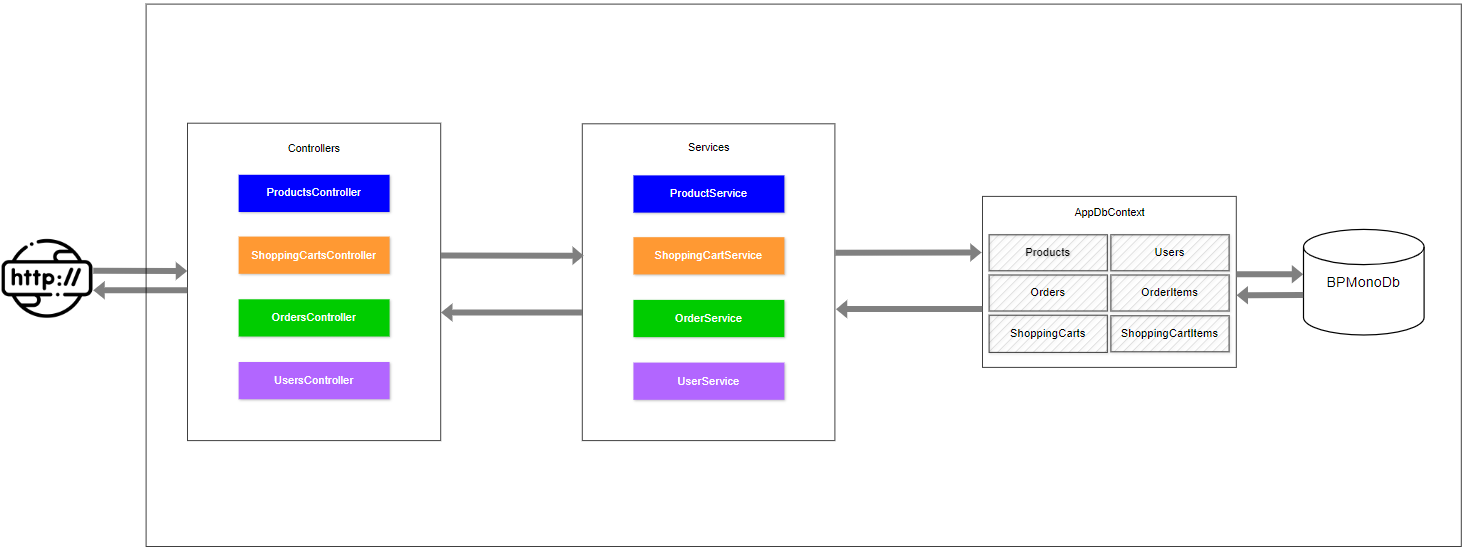 http://
Controllers
ProductsController
ShoppingCartsController
OrdersController
UsersController
Services
ProductService
ShoppingCartService
OrderService
UserService
AppDbContext
Products
Users
Orders
OrderItems
ShoppingCarts
ShoppingCartItems
BPMonoDb